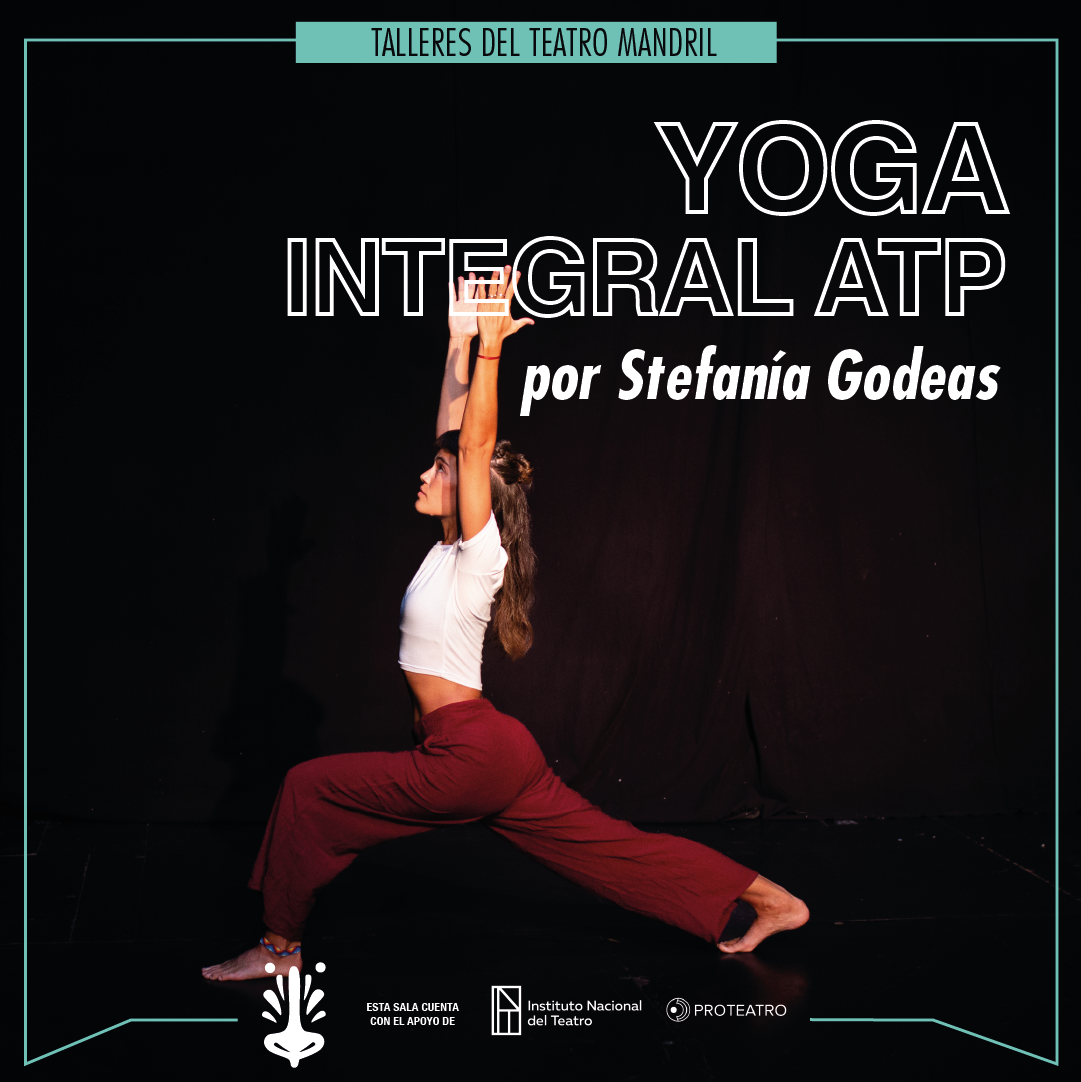 TALLERES DEL TEATRO MANDRIL
YOGA
INTEGRAL ATP
por Stefanía Godeas
ESTA SALA CUENTA
CON EL APOYO DE
Instituto Nacional
del Teatro
PROTEATRO